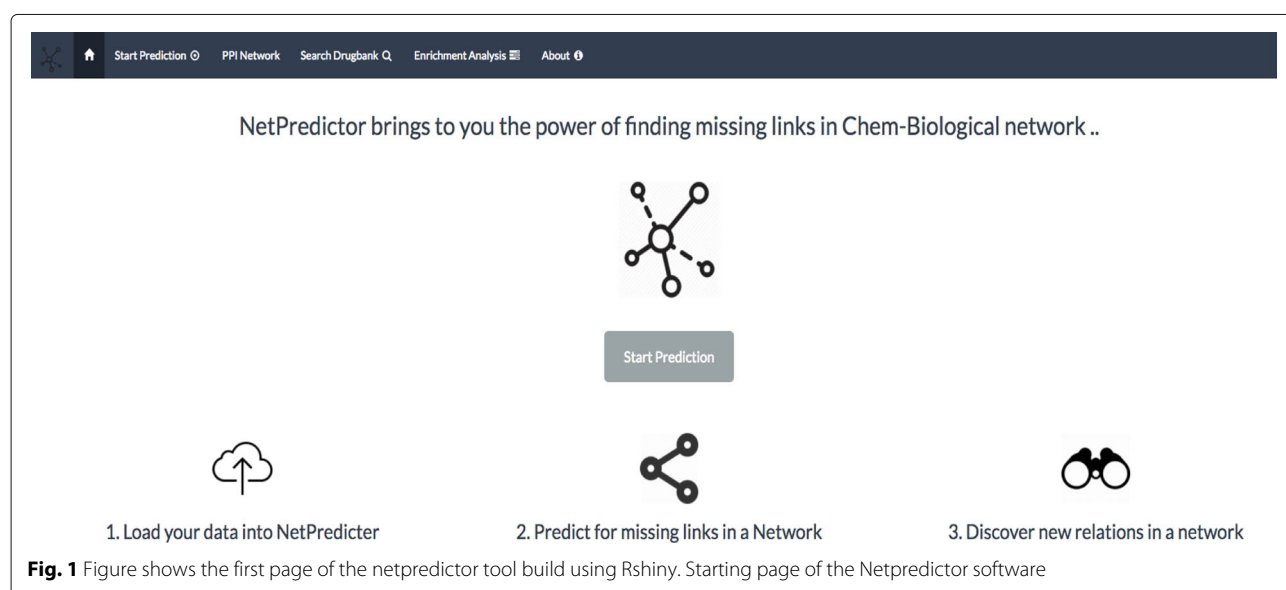 Start Prediction PPI Network Search Drugbank Enrichment Analysis About
NetPredictor brings to you the power of finding missing links in Chem-Biological network ..
Start Prediction
1. Load your data into NetPredicter
2. Predict for missing links in a Network
3. Discover new relations in a network
Fig. 1 Figure shows the first page of the netpredictor tool build using Rshiny. Starting page of the Netpredictor software